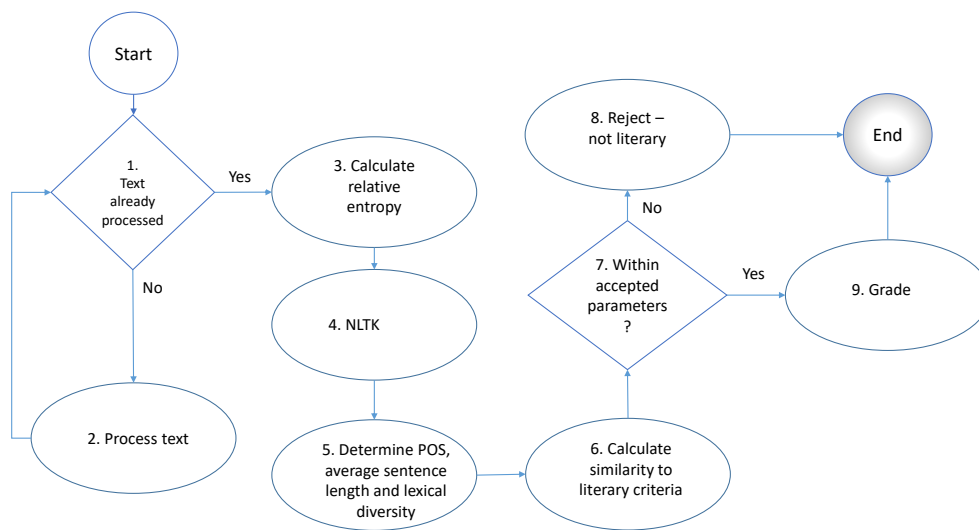 Start
1.
Text
already
processed
Yes
No
2. Process text
3. Calculate
relative
entropy
4. NLTK
5. Determine POS,
average sentence
length and lexical
diversity
6. Calculate
similarity to
literary criteria
7. Within
accepted
parameters
?
No
Yes
8. Reject –
not literary
9. Grade
End